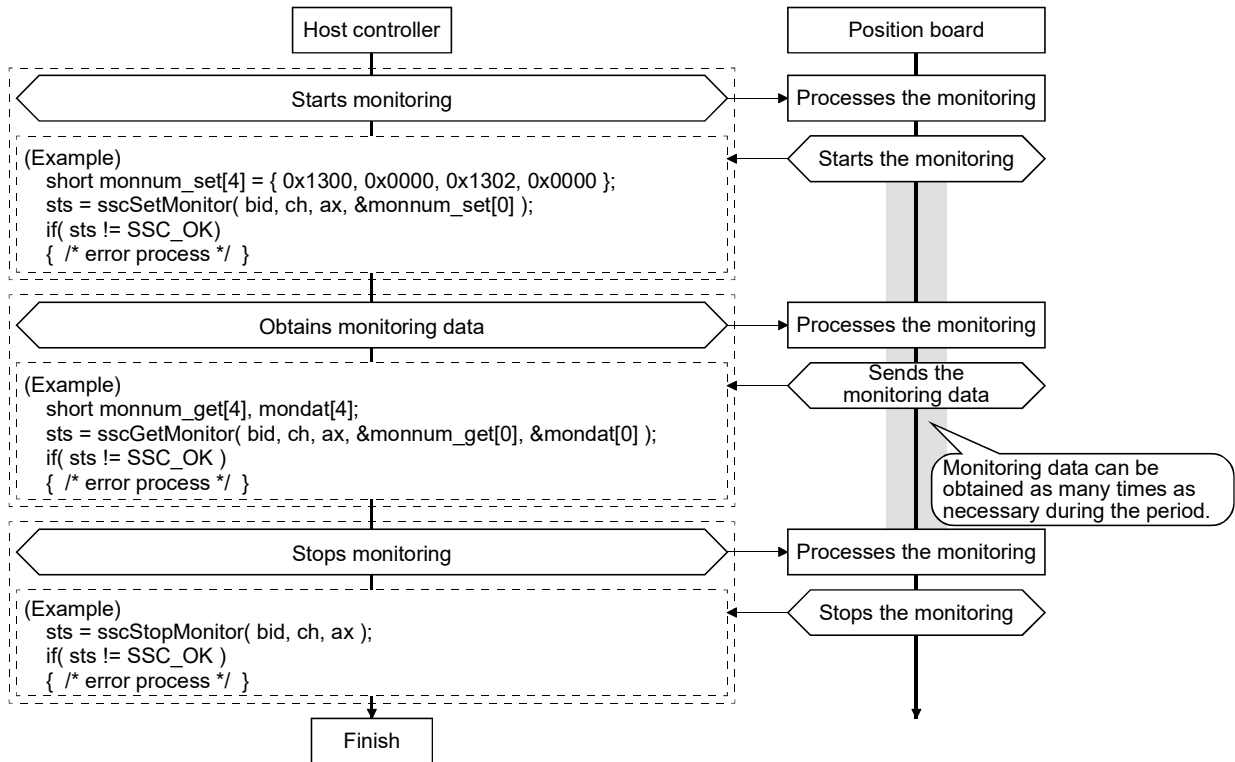 Host controller
Position board
Starts monitoring
Processes the monitoring
(Example)
short monnum_set[4] = { 0x1300, 0x0000, 0x1302, 0x0000 };
sts = sscSetMonitor( bid, ch, ax, &monnum_set[0] );
if( sts != SSC_OK)
{  /* error process */  }
Starts the monitoring
Obtains monitoring data
Processes the monitoring
(Example)
short monnum_get[4], mondat[4];
sts = sscGetMonitor( bid, ch, ax, &monnum_get[0], &mondat[0] );
if( sts != SSC_OK )
{  /* error process */  }
Sends the
monitoring data
Monitoring data can be
obtained as many times as
necessary during the period.
Stops monitoring
Processes the monitoring
(Example)
sts = sscStopMonitor( bid, ch, ax );
if( sts != SSC_OK )
{  /* error process */  }
Stops the monitoring
Finish